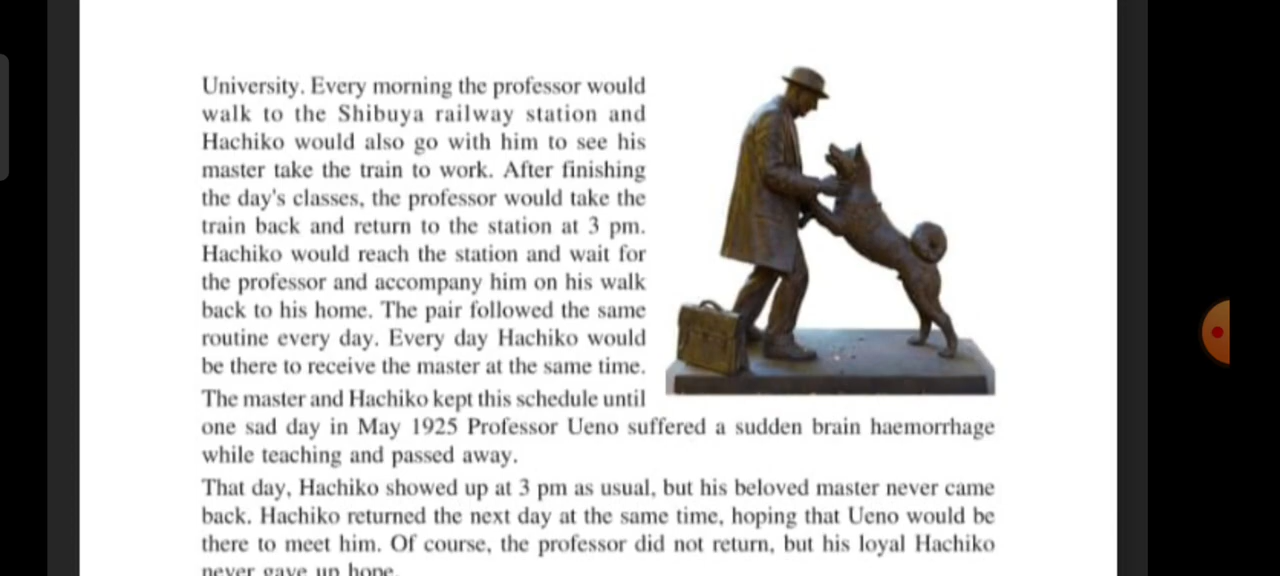 University. Every morning the professor would
walk to the Shibuya railway station and
Hachiko would also go with him to see his
master take the train to work. After finishing
the day's classes, the professor would take the
train back and return to the station at 3 pm.
Hachiko would reach the station and wait for
the professor and accompany him on his walk
back to his home. The pair followed the same
routine every day. Every day Hachiko would
be there to receive the master at the same time.
The master and Hachiko kept this schedule until
one sad day in May 1925 Professor Ueno suffered a sudden brain haemorrhage
while teaching and passed away.
That day, Hachiko showed up at 3 pm as usual, but his beloved master never came
back. Hachiko returned the next day at the same time, hoping that Ueno would be
there to meet him. Of course, the professor did not return, but his loyal Hachiko
never gave up hope.